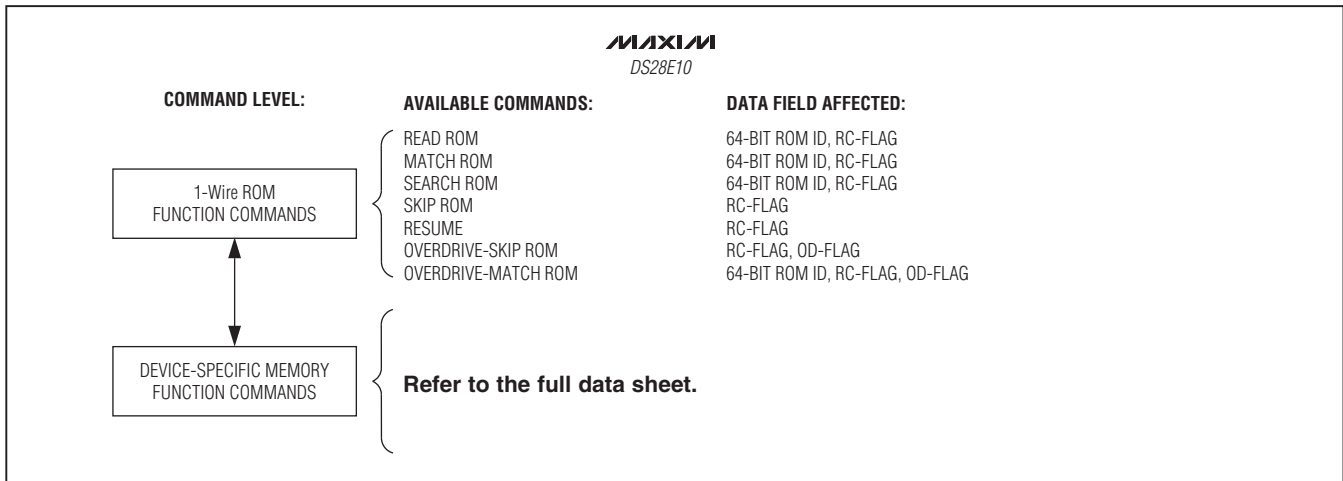 MAXIM
DS28E10
COMMAND LEVEL: AVAILABLE COMMANDS: DATA FIELD AFFECTED:
READ ROM 64-BIT ROM ID, RC-FLAG
MATCH ROM 64-BIT ROM ID, RC-FLAG
SEARCH ROM 64-BIT ROM ID, RC-FLAG
SKIP ROM RC-FLAG
RESUME RC-FLAG
OVERDRIVE-SKIP ROM RC-FLAG, OD-FLAG
OVERDRIVE-MATCH ROM 64-BIT ROM ID, RC-FLAG, OD-FLAG
1-Wire ROM
FUNCTION COMMANDS
DEVICE-SPECIFIC MEMORY
FUNCTION COMMANDS
Refer to the full data sheet.